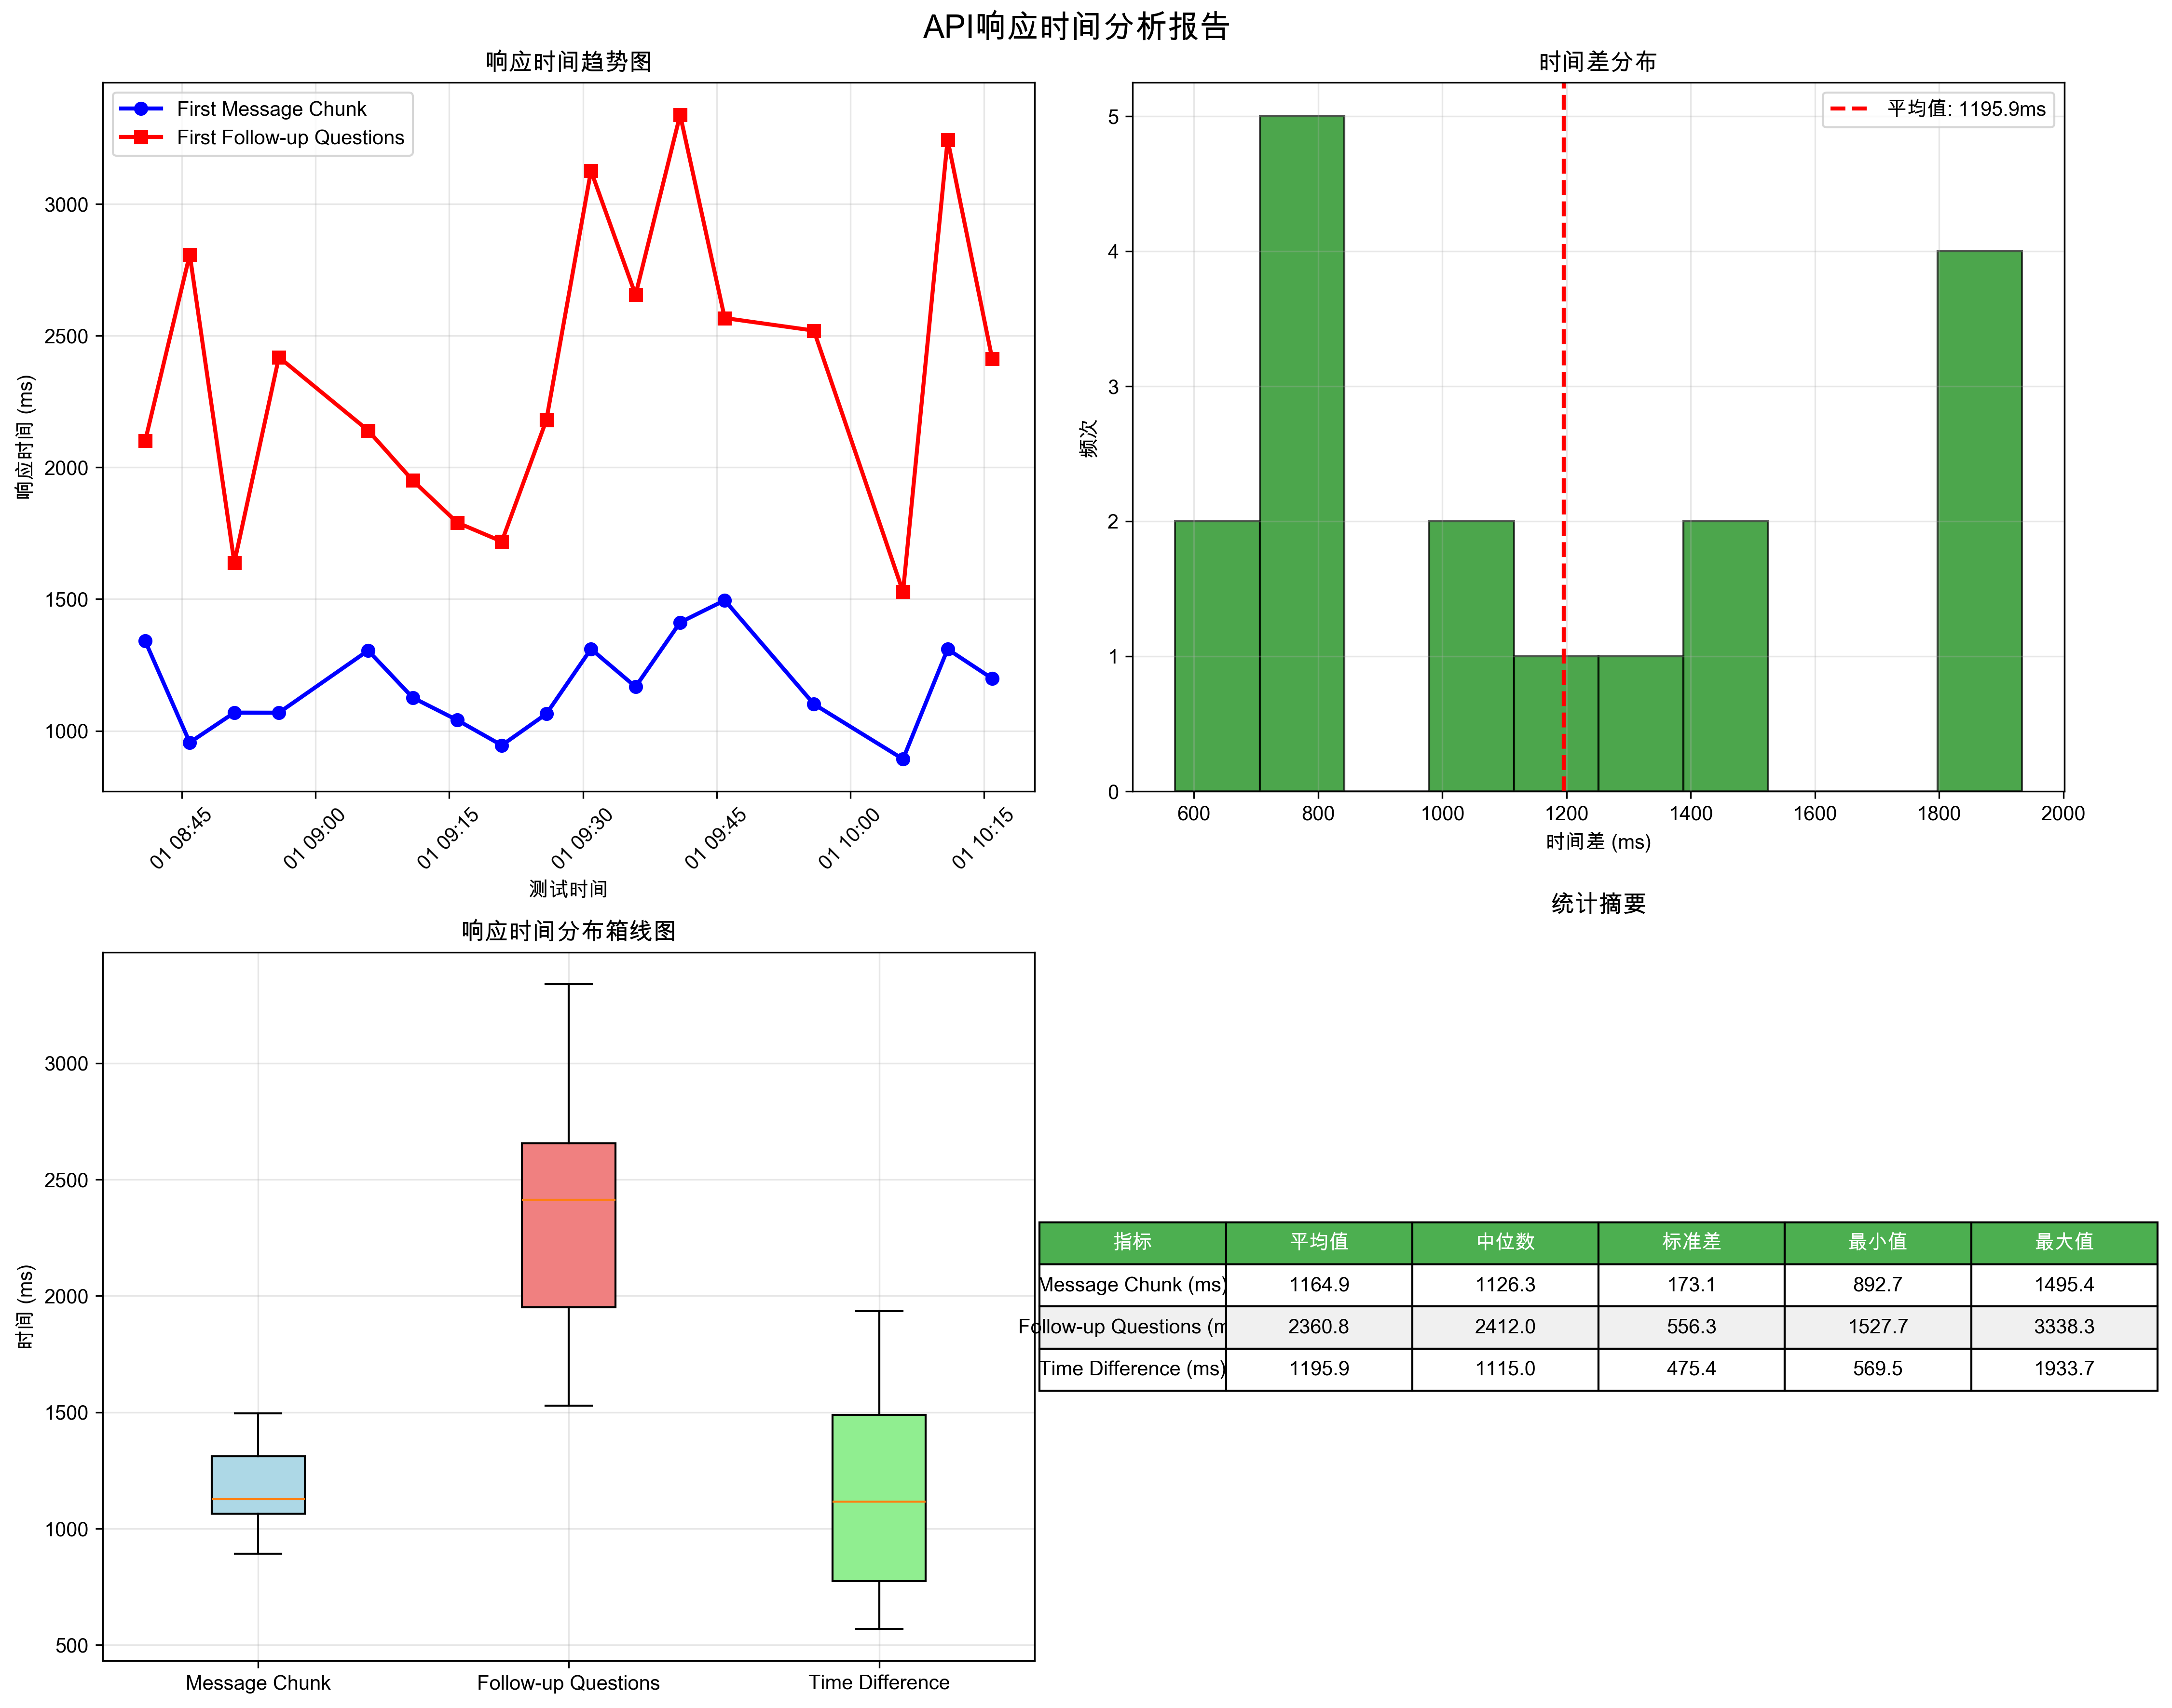 API响应时间分析报告
响应时间趋势图
First Message Chunk
First Follow-up Questions
响应时间 (ms)
3000
2500
2000
1500
1000
01 08:45
01 09:00
01 09:15
01 09:30
01 09:45
01 10:00
01 10:15
测试时间
时间差分布
平均值: 1195.9ms
频次
5
4
3
2
1
0
600 800 1000 1200 1400 1600 1800 2000
时间差 (ms)
响应时间分布箱线图
时间 (ms)
3000
2500
2000
1500
1000
500
Message Chunk Follow-up Questions Time Difference
统计摘要
指标 平均值 中位数 标准差 最小值 最大值
Message Chunk (ms) 1164.9 1126.3 173.1 892.7 1495.4
Follow-up Questions (m 2360.8 2412.0 556.3 1527.7 3338.3
Time Difference (ms) 1195.9 1115.0 475.4 569.5 1933.7